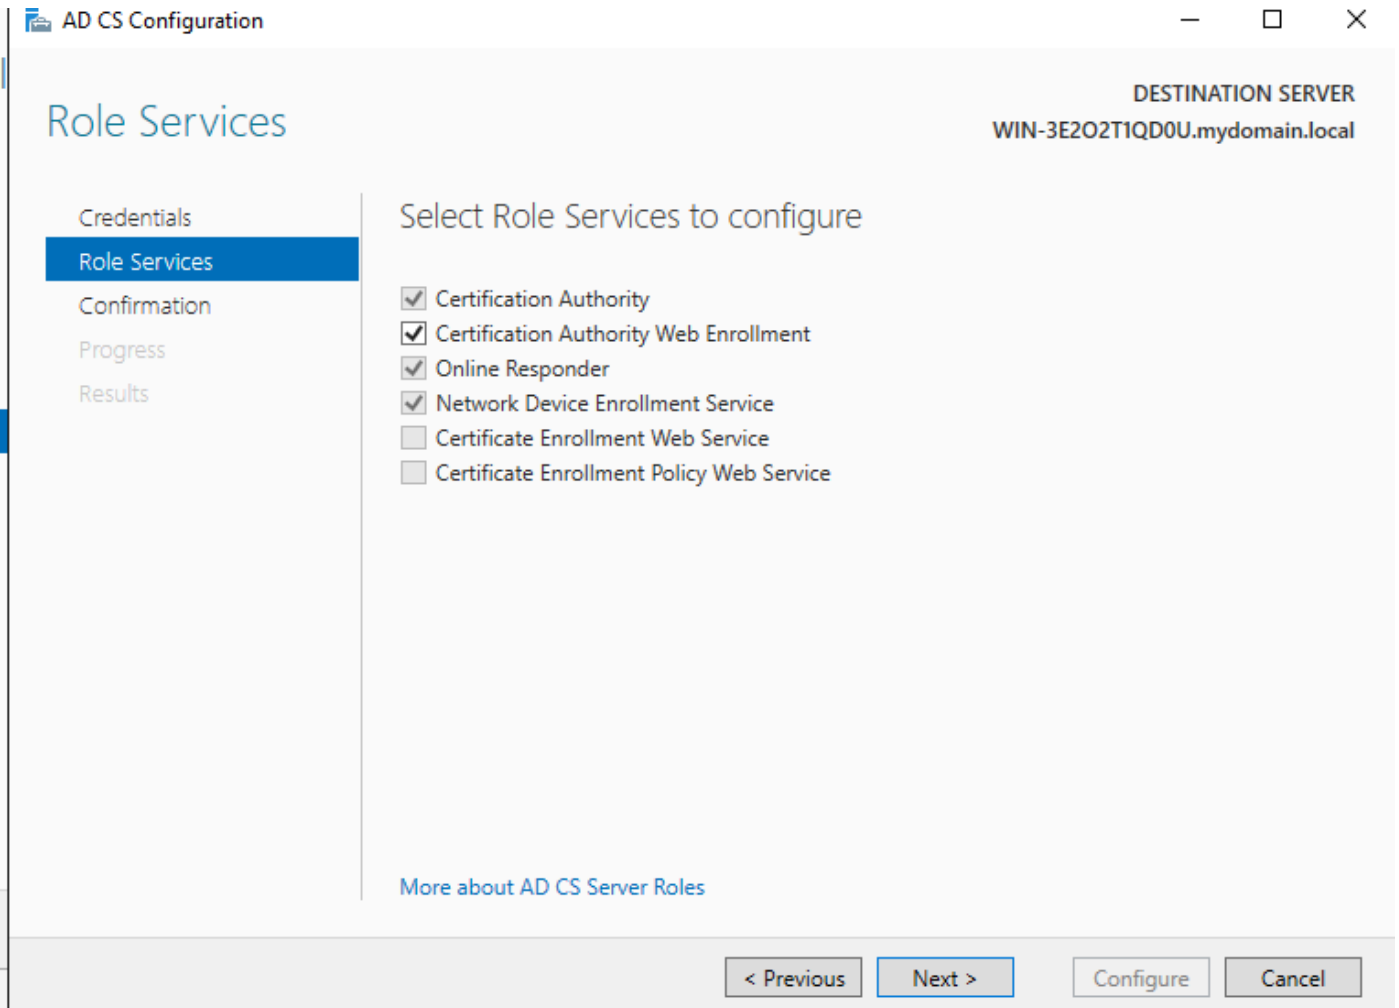 AD CS Configuration
Role Services
DESTINATION SERVER
WIN-3E2O2T1QD0U.mydomain.local
Credentials
Role Services
Confirmation
Progress
Results
Select Role Services to configure
Certification Authority
Certification Authority Web Enrollment
Online Responder
Network Device Enrollment Service
Certificate Enrollment Web Service
Certificate Enrollment Policy Web Service
More about AD CS Server Roles
< Previous
Next >
Configure
Cancel